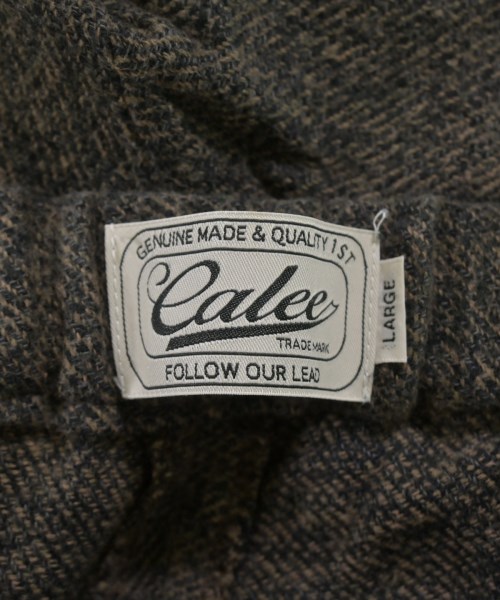 GENUINE MADE & QUALITY 1ST
Calee
TRADEMARK
FOLLOW OUR LEAD
LARGE